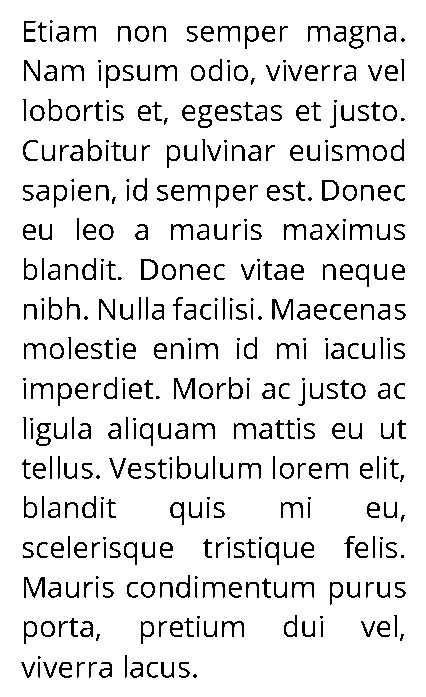 Etiam non semper magna.
Nam ipsum odio, viverra vel
lobortis et, egestas et justo.
Curabitur pulvinar euismod
sapien, id semper est. Donec
eu leo a mauris maximus
blandit. Donec vitae neque
nibh. Nulla facilisi. Maecenas
molestie enim id mi iaculis
imperdiet. Morbi ac justo ac
ligula aliquam mattis eu ut
tellus. Vestibulum lorem elit,
blandit quis mi eu,
scelerisque tristique felis.
Mauris condimentum purus
porta, pretium dui vel,
viverra lacus.